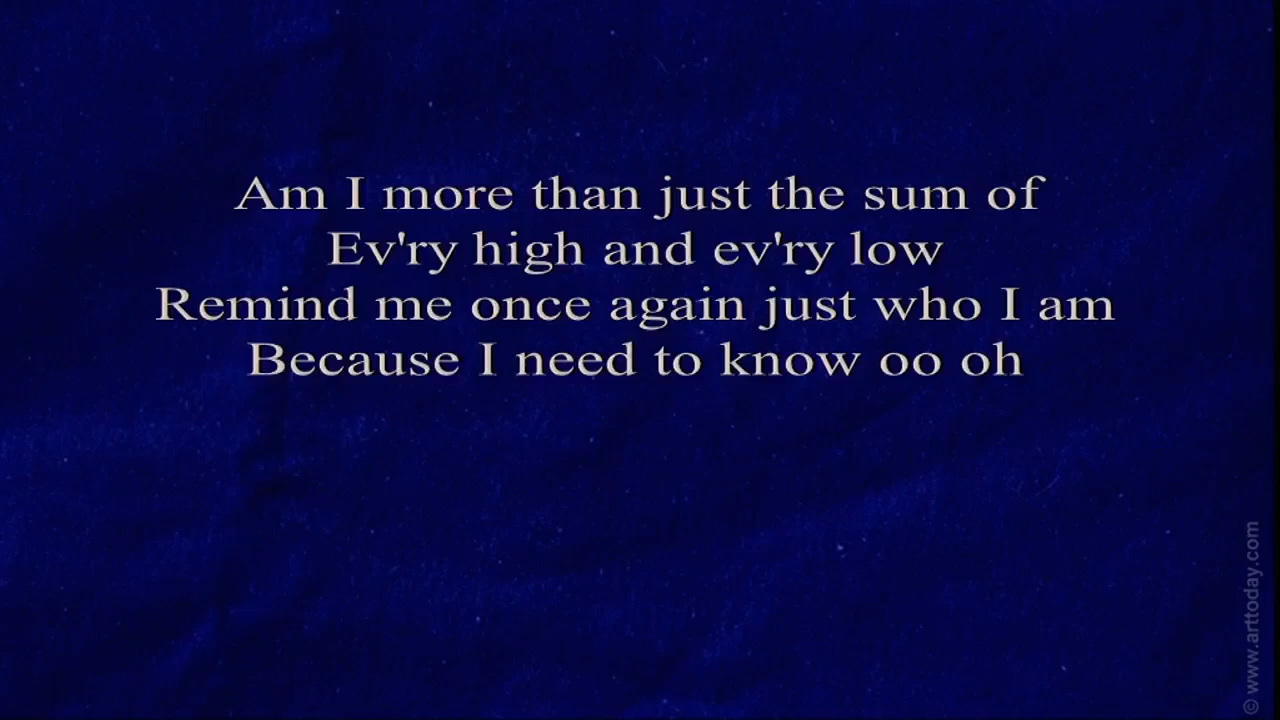 Am I more than just the sum of
Ev'ry high and ev'ry low
Remind me once again just who I am
Because I need to know oo oh
© www.arttoday.com